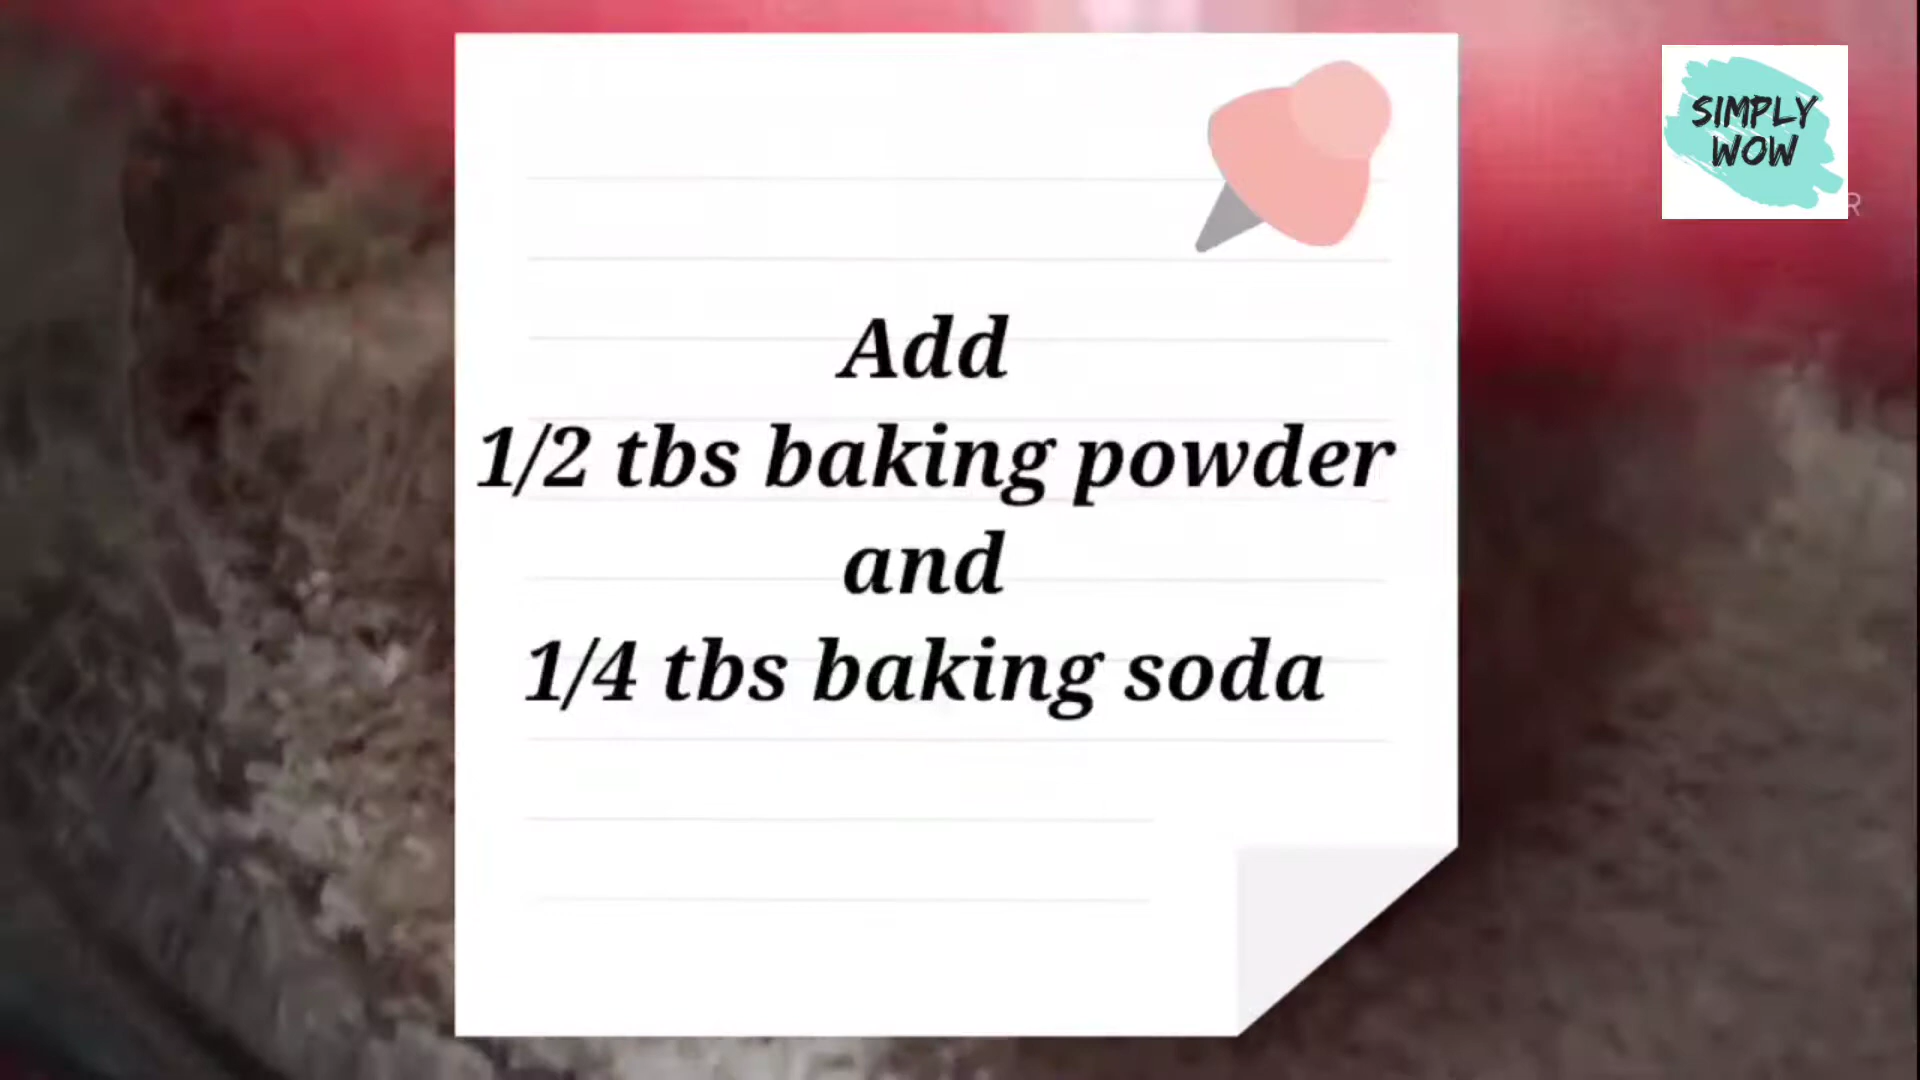 SIMPLY
WOW
R
Add
1/2 tbs baking powder
and
1/4 tbs baking soda